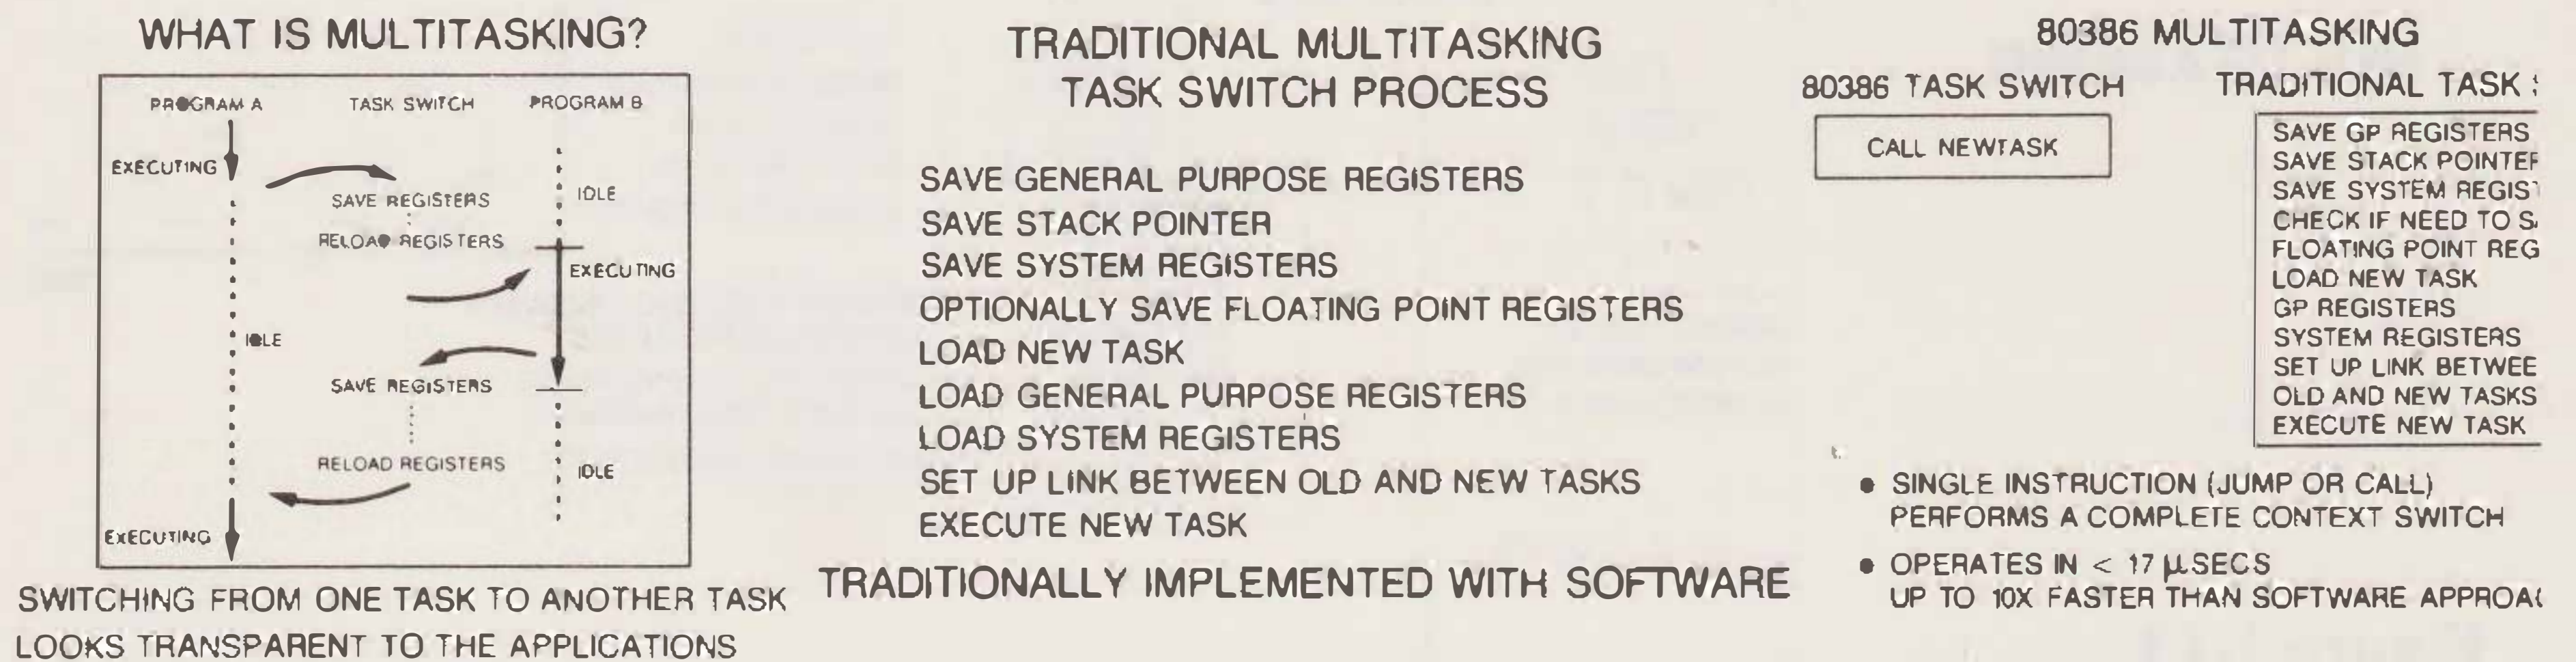 WHAT IS MULTITASKING?
PROGRAM A TASK SWITCH PROGRAM B
EXECUTING
SAVE REGISTERS
IDLE
RELOAD REGISTERS
EXECUTING
IDLE
SAVE REGISTERS
RELOAD REGISTERS
IDLE
EXECUTING
SWITCHING FROM ONE TASK TO ANOTHER TASK
LOOKS TRANSPARENT TO THE APPLICATIONS
TRADITIONAL MULTITASKING
TASK SWITCH PROCESS
SAVE GENERAL PURPOSE REGISTERS
SAVE STACK POINTER
SAVE SYSTEM REGISTERS
OPTIONALLY SAVE FLOATING POINT REGISTERS
LOAD NEW TASK
LOAD GENERAL PURPOSE REGISTERS
LOAD SYSTEM REGISTERS
SET UP LINK BETWEEN OLD AND NEW TASKS
EXECUTE NEW TASK
TRADITIONALLY IMPLEMENTED WITH SOFTWARE
80386 MULTITASKING
80386 TASK SWITCH
CALL NEWTASK
TRADITIONAL TASK
SAVE GP REGISTERS
SAVE STACK
SAVE SYSTEM
CHECK IF NEED TO
FLOATING POINT REG
LOAD NEW TASK
GP REGISTERS
SYSTEM REGISTERS
SET UP LINK BETWEE
OLD AND NEW TASKS
EXECUTE NEW TASK
● SINGLE INSTRUCTION (JUMP OR CALL)
PERFORMS A COMPLETE CONTEXT SWITCH
● OPERATES IN < 17 µSECS
UP TO 10X FASTER THAN SOFTWARE